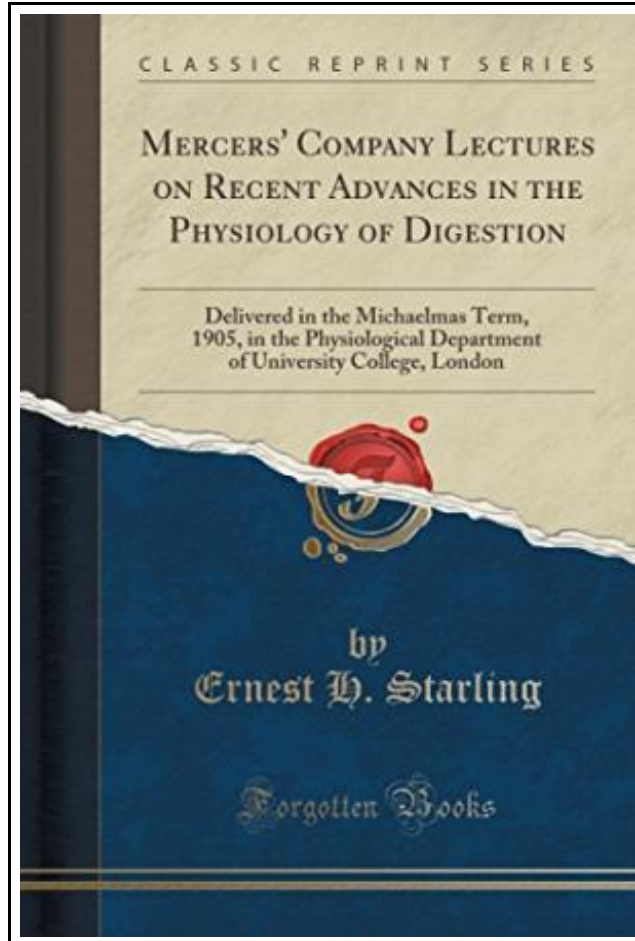 CLASSIC REPRINT SERIES
MERCERS' COMPANY LECTURES
ON RECENT ADVANCES IN THE
PHYSIOLOGY OF DIGESTION
Delivered in the Michaelmas Term,
1905, in the Physiological Department
of University College, London
by
Ernest H. Starling
Forgotten Books